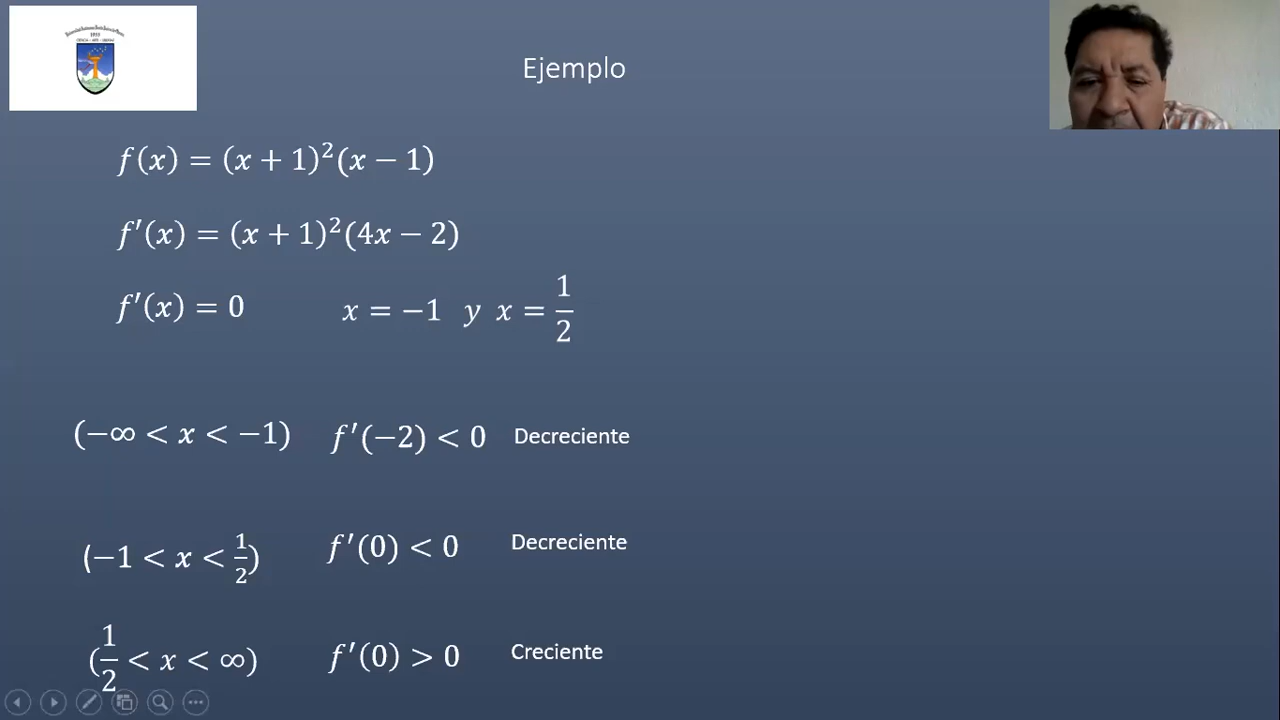 Ejemplo
f(x) = (x + 1)²(x − 1)
f′(x) = (x + 1)²(4x − 2)
f′(x) = 0 x = −1 y x = 1/2
(−∞ < x < −1) f′(−2) < 0 Decreciente
(−1 < x < 1/2) f′(0) < 0 Decreciente
(1/2 < x < ∞) f′(0) > 0 Creciente